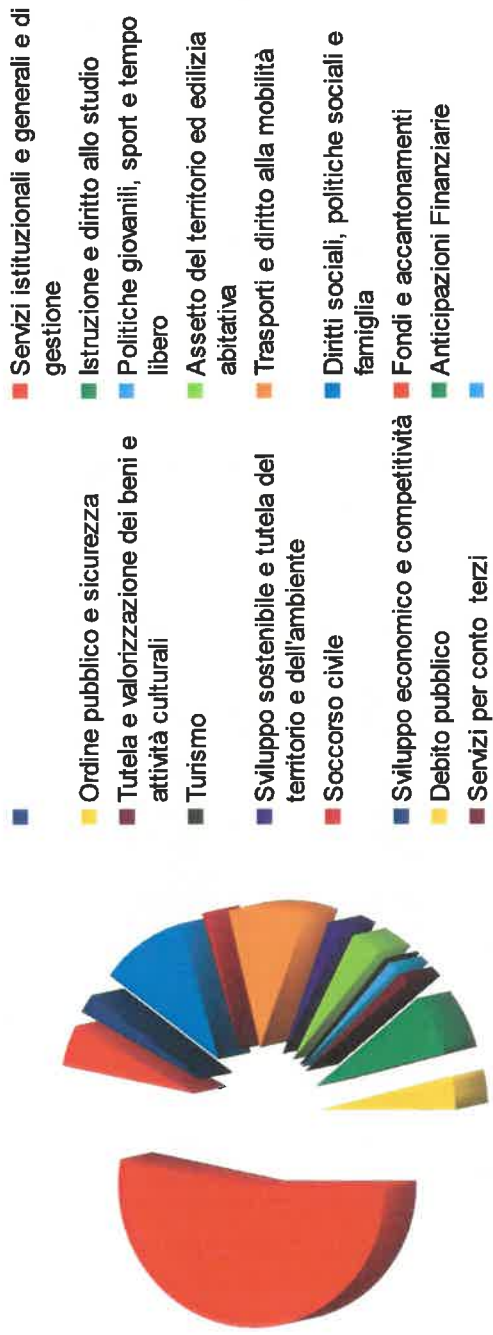 Ordine pubblico e sicurezza
Tutela e valorizzazione dei beni e
attività culturali
Turismo
Sviluppo sostenibile e tutela del
territorio e dell'ambiente
Soccorso civile
Sviluppo economico e competitività
Debito pubblico
Servizi per conto terzi
Servizi istituzionali e generali e di
gestione
Istruzione e diritto allo studio
Politiche giovanili, sport e tempo
libero
Assetto del territorio ed edilizia
abitativa
Trasporti e diritto alla mobilità
Diritti sociali, politiche sociali e
famiglia
Fondi e accantonamenti
Anticipazioni Finanziarie